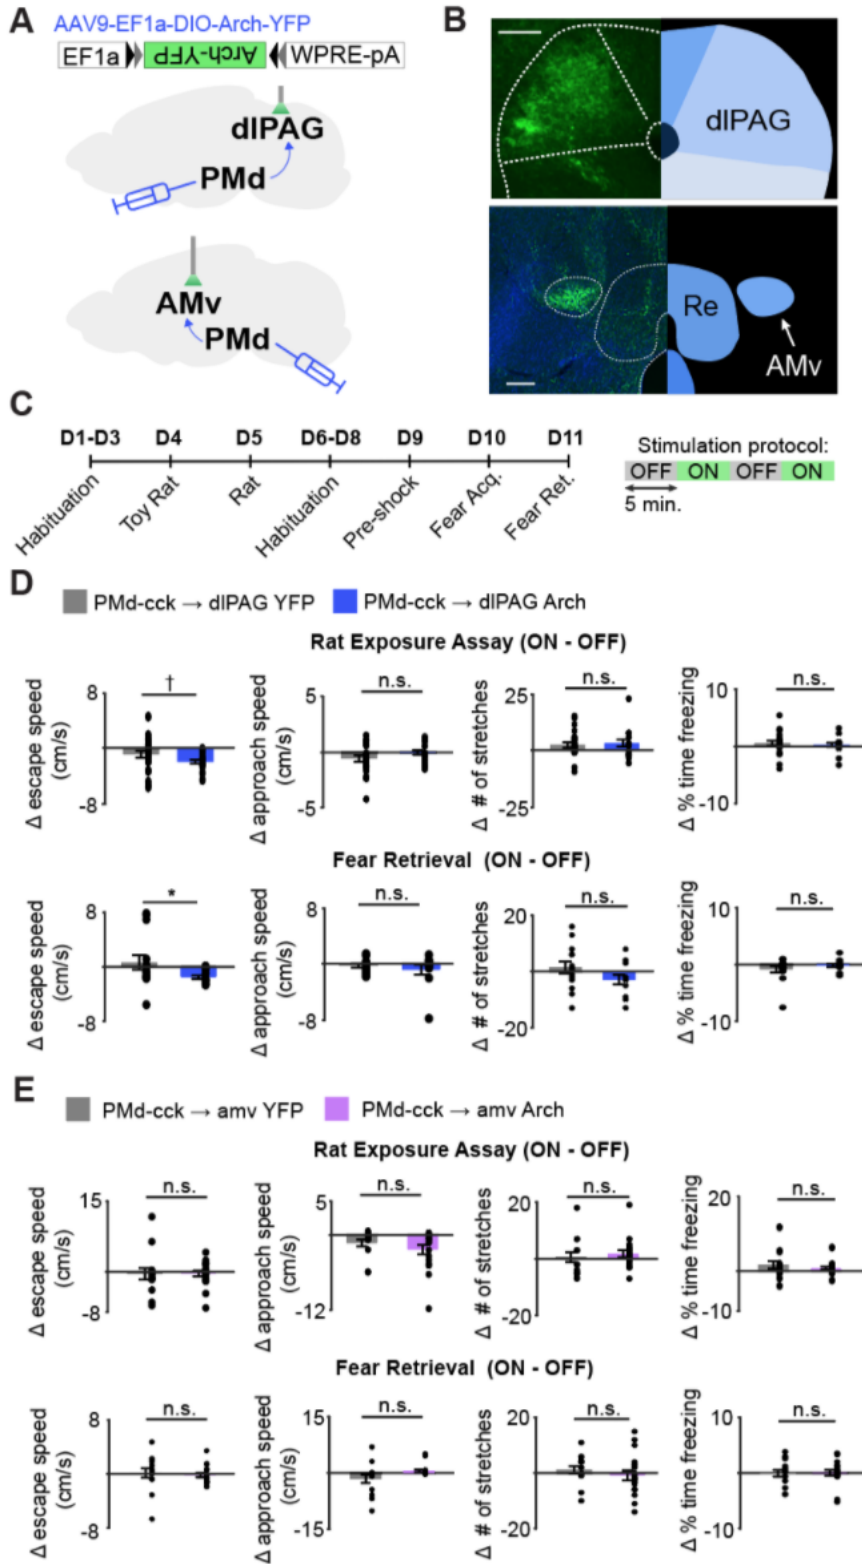 A
AAV9-EF1a-DIO-Arch-YFP
EF1a
Arch-YFP
WPRE-pA
dlPAG
PMd
AMv
PMd
B
dlPAG
Re
AMv
C
D1-D3 D4 D5 D6-D8 D9 D10 D11
Habituation Toy Rat Rat Habituation Pre-shock Fear Acq. Fear Ret.
Stimulation protocol:
OFF ON OFF ON
5 min.
D
PMd-cck → dlPAG YFP PMd-cck → dlPAG Arch
Rat Exposure Assay (ON - OFF)
Δ escape speed
(cm/s)
8
-8
†
Δ approach speed
(cm/s)
5
-5
n.s.
Δ # of stretches
25
-25
n.s.
Δ % time freezing
10
-10
n.s.
Fear Retrieval (ON - OFF)
Δ escape speed
(cm/s)
8
-8
*
Δ approach speed
(cm/s)
8
-8
n.s.
Δ # of stretches
20
-20
n.s.
Δ % time freezing
10
-10
n.s.
E
PMd-cck → amv YFP PMd-cck → amv Arch
Rat Exposure Assay (ON - OFF)
Δ escape speed
(cm/s)
15
-8
n.s.
Δ approach speed
(cm/s)
5
-12
n.s.
Δ # of stretches
20
-20
n.s.
Δ % time freezing
20
-10
n.s.
Fear Retrieval (ON - OFF)
Δ escape speed
(cm/s)
8
-8
n.s.
Δ approach speed
(cm/s)
15
-15
n.s.
Δ # of stretches
20
-20
n.s.
Δ % time freezing
10
-10
n.s.